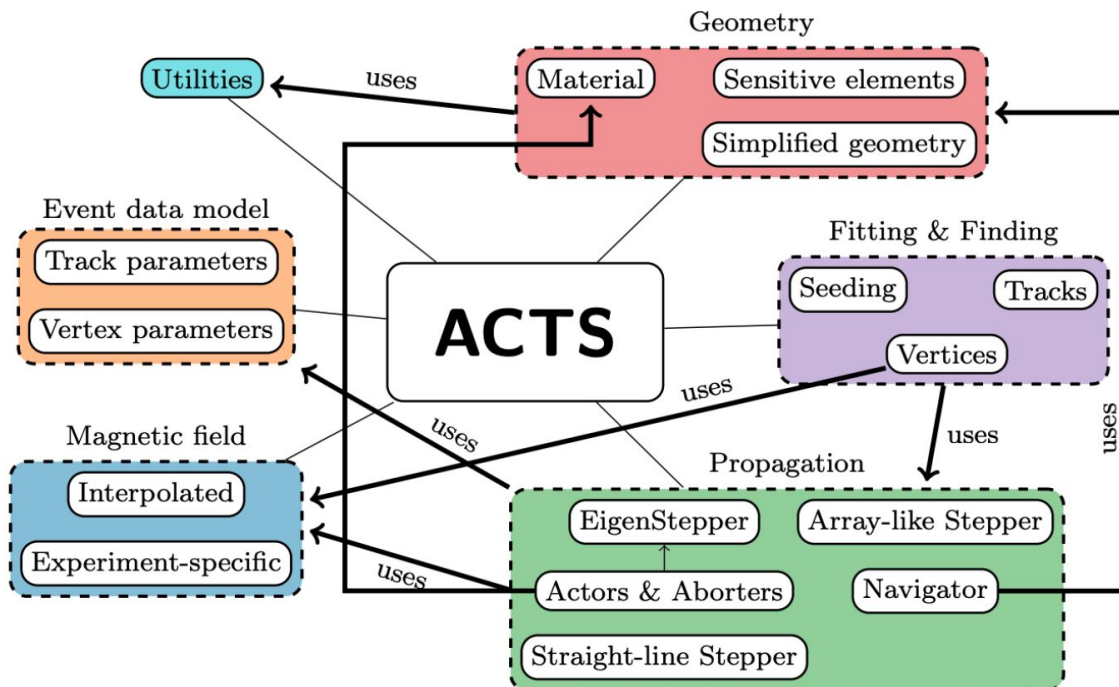 Geometry
Utilities
uses
Material
Sensitive elements
Simplified geometry
Event data model
Track parameters
Vertex parameters
ACTS
Fitting & Finding
Seeding
Tracks
Vertices
uses
uses
uses
uses
Magnetic field
Interpolated
Experiment-specific
uses
Propagation
EigenStepper
Array-like Stepper
Actors & Aborters
Navigator
Straight-line Stepper